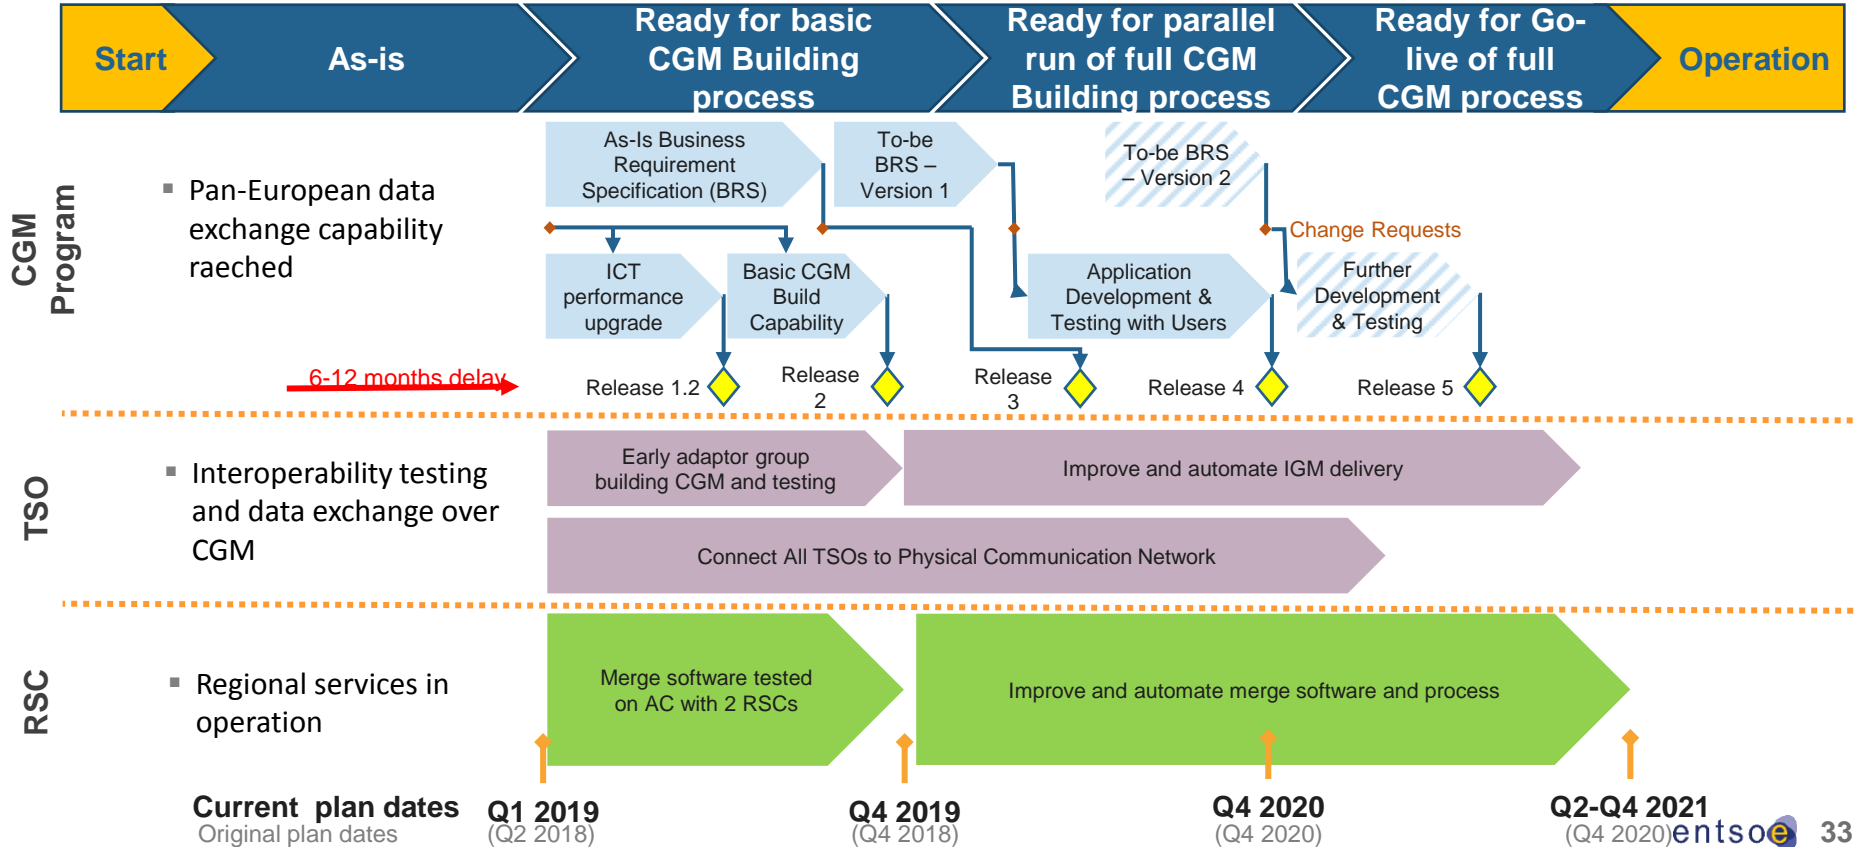 Start
As-is
Ready for basic
CGM Building
process
Ready for parallel
run of full CGM
Building process
Ready for Go-
live of full
CGM process
Operation
CGM
Program
▪ Pan-European data
exchange capability
raeched
As-Is Business
Requirement
Specification (BRS)
To-be
BRS –
Version 1
To-be BRS
– Version 2
Change Requests
ICT
performance
upgrade
Basic CGM
Build
Capability
Application
Development &
Testing with Users
Further
Development
& Testing
6-12 months delay
Release 1.2
Release
2
Release
3
Release 4
Release 5
TSO
▪ Interoperability testing
and data exchange over
CGM
Early adaptor group
building CGM and testing
Improve and automate IGM delivery
Connect All TSOs to Physical Communication Network
RSC
▪ Regional services in
operation
Merge software tested
on AC with 2 RSCs
Improve and automate merge software and process
Current plan dates
Q1 2019
Q4 2019
Q4 2020
Q2-Q4 2021
Original plan dates
(Q2 2018)
(Q4 2018)
(Q4 2020)
(Q4 2020)
entsoe
33